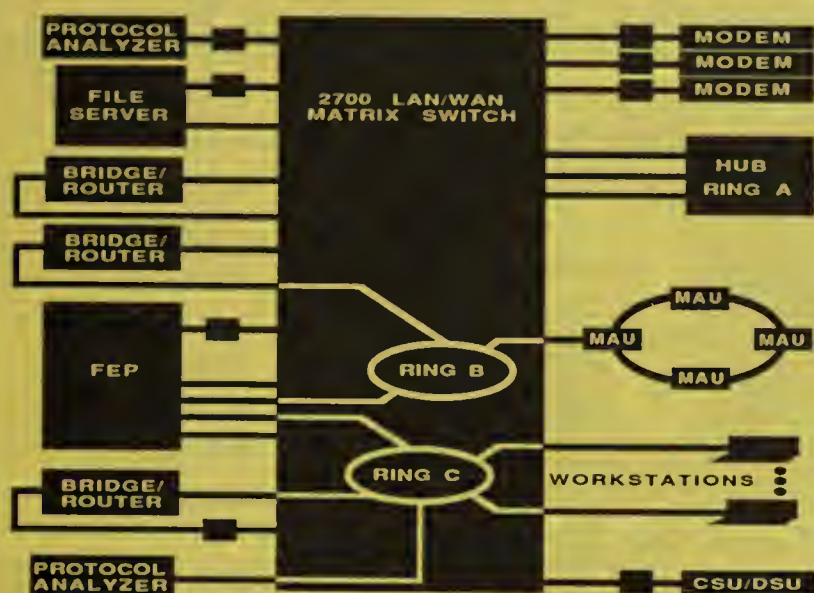 PROTOCOL
ANALYZER
FILE
SERVER
BRIDGE/
ROUTER
BRIDGE/
ROUTER
FEP
BRIDGE/
ROUTER
PROTOCOL
ANALYZER
2700 LAN/WAN
MATRIX SWITCH
RING B
RING C
MODEM
MODEM
MODEM
HUB
RING A
MAU
MAU
MAU
MAU
WORKSTATIONS
CSU/DSU